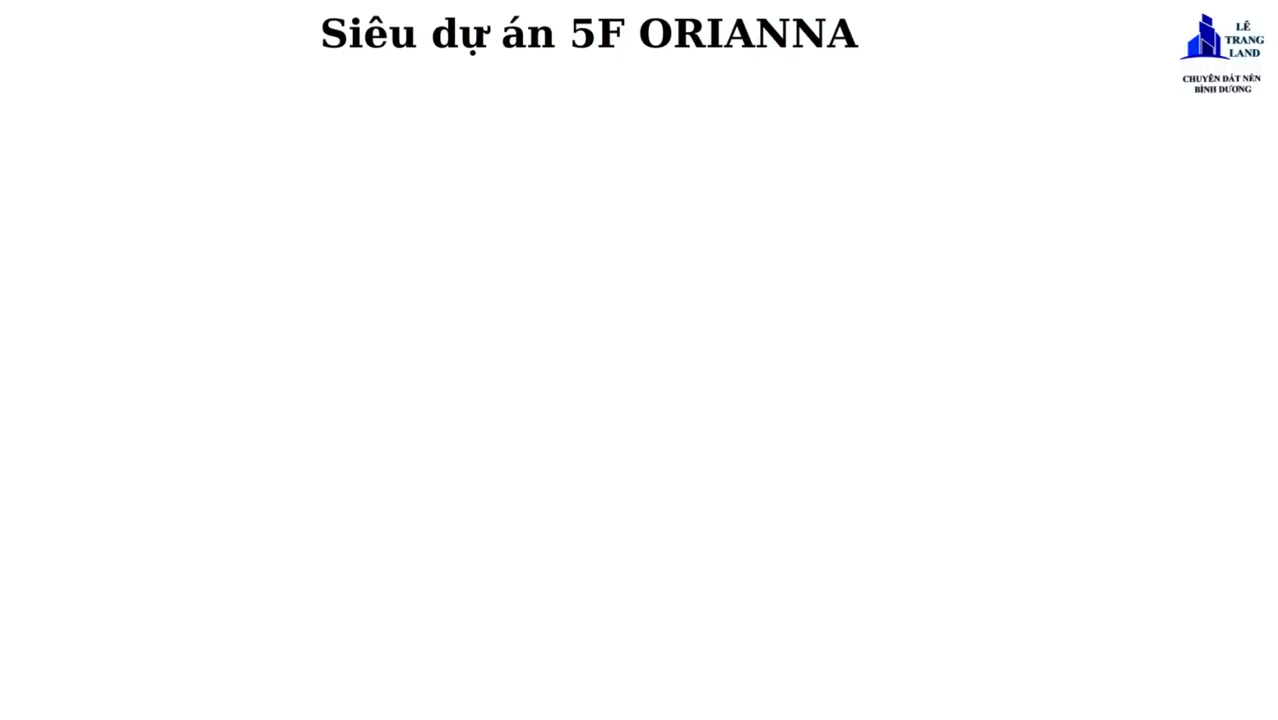 Siêu dự án 5F ORIANNA
LÊ
TRANG
LAND
CHUYÊN ĐẤT NỀN
BÌNH DƯƠNG